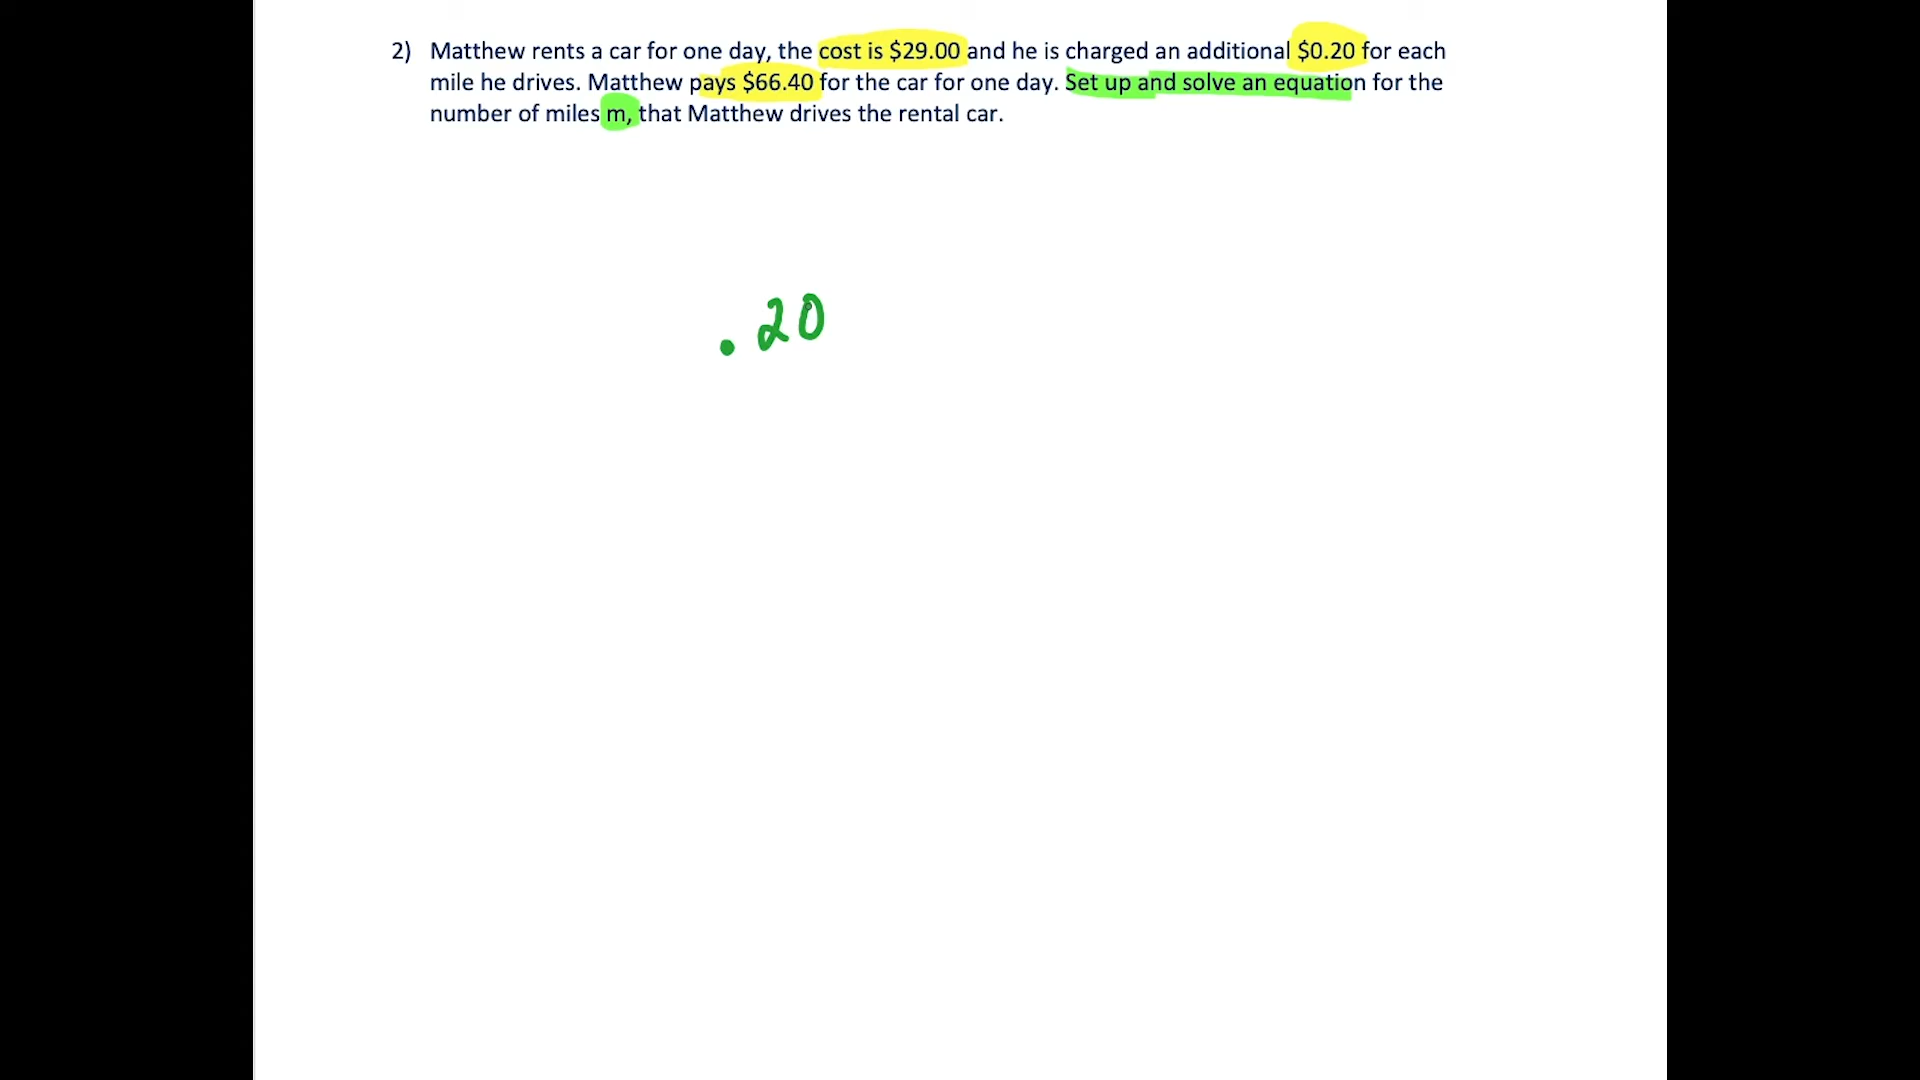 2) Matthew rents a car for one day, the cost is $29.00 and he is charged an additional $0.20 for each
mile he drives. Matthew pays $66.40 for the car for one day. Set up and solve an equation for the
number of miles m, that Matthew drives the rental car.
.20